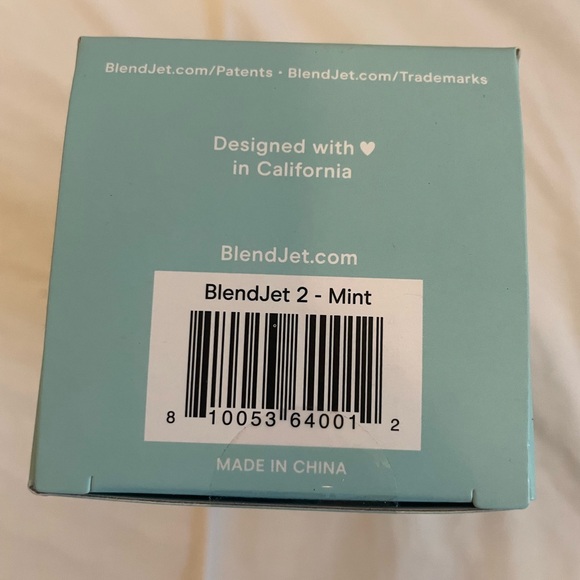 BlendJet.com/Patents • BlendJet.com/Trademarks
Designed with ♥
in California
BlendJet.com
BlendJet 2 - Mint
8 10053 64001 2
MADE IN CHINA